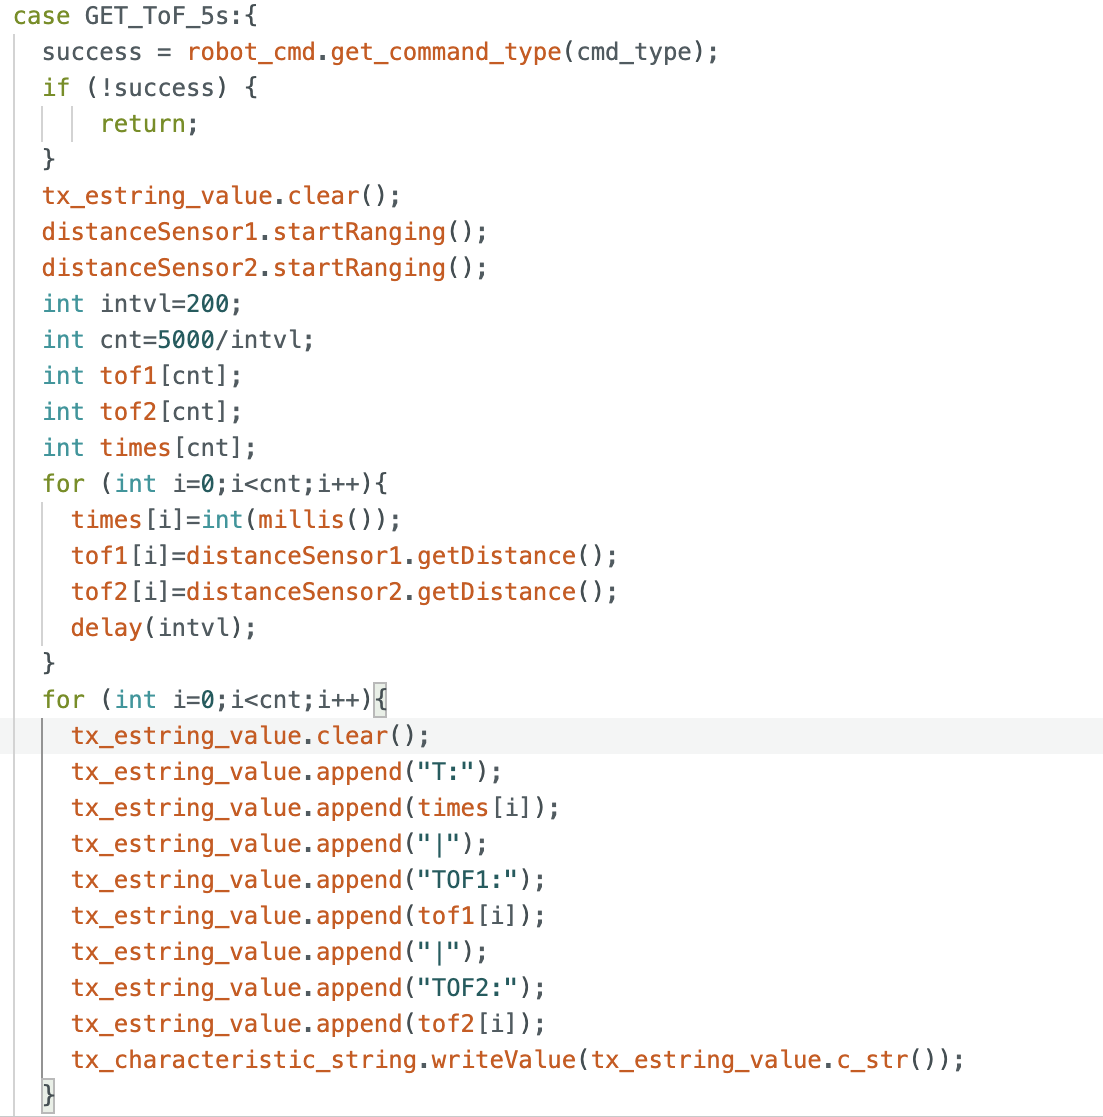 case GET_ToF_5s:{
success = robot_cmd.get_command_type(cmd_type);
if (!success) {
return;
}
tx_estring_value.clear();
distanceSensor1.startRanging();
distanceSensor2.startRanging();
int intvl=200;
int cnt=5000/intvl;
int tof1[cnt];
int tof2[cnt];
int times[cnt];
for (int i=0;i<cnt;i++){
times[i]=int(millis());
tof1[i]=distanceSensor1.getDistance();
tof2[i]=distanceSensor2.getDistance();
delay(intvl);
}
for (int i=0;i<cnt;i++){
tx_estring_value.clear();
tx_estring_value.append("T:");
tx_estring_value.append(times[i]);
tx_estring_value.append("|");
tx_estring_value.append("TOF1:");
tx_estring_value.append(tof1[i]);
tx_estring_value.append("|");
tx_estring_value.append("TOF2:");
tx_estring_value.append(tof2[i]);
tx_characteristic_string.writeValue(tx_estring_value.c_str());
}